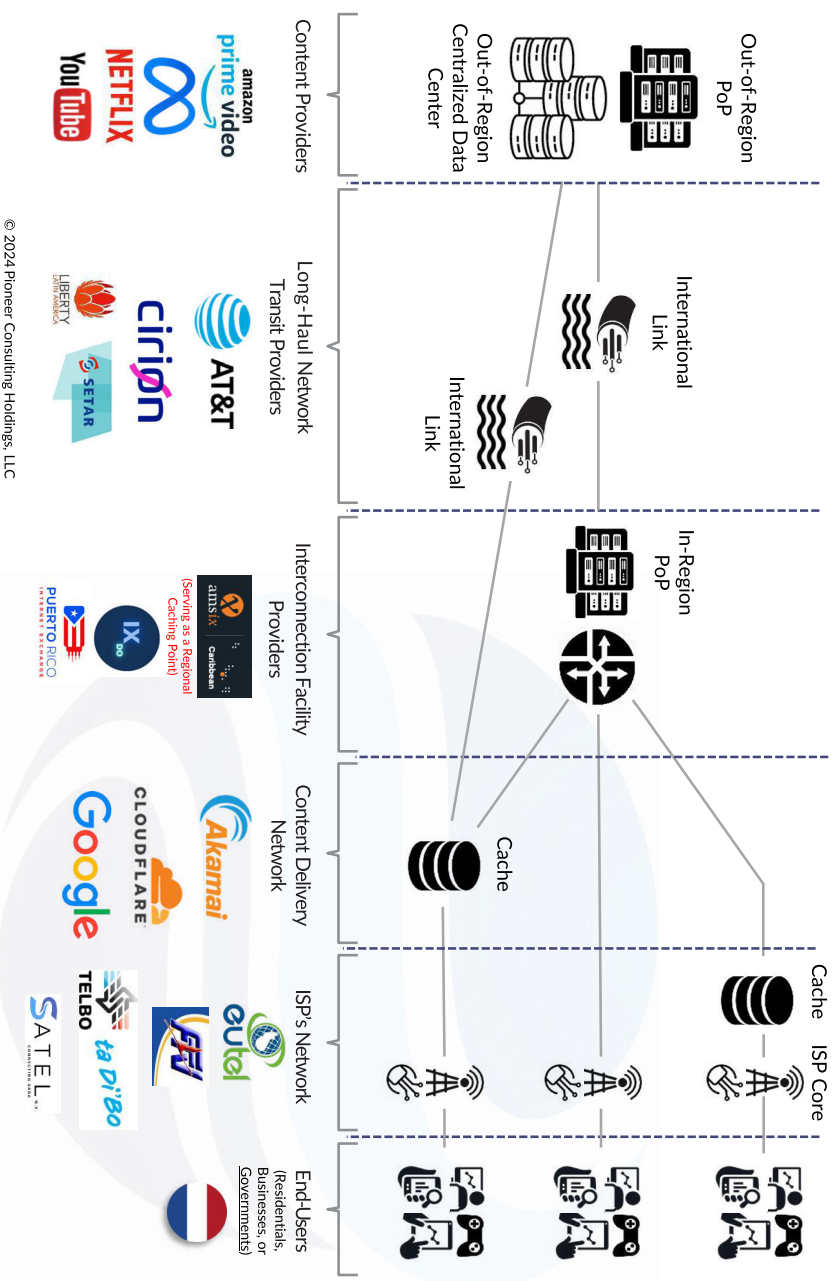 Out-of-Region
PoP
Out-of-Region
Centralized Data
Center
International
Link
International
Link
In-Region
PoP
Cache
Cache
ISP Core
Content Providers
Long-Haul Network
Transit Providers
Interconnection Facility
Providers
Content Delivery
Network
ISP's Network
End-Users
(Residentials,
Businesses, or
Governments)
amazon
prime video
NETFLIX
YouTube
AT&T
cirion
LIBERTY
LATIN AMERICA
SETAR
amsix
Caribbean
(Serving as a Regional
Caching Point)
IX
DO
PUERTO RICO
INTERNET EXCHANGE
Akamai
CLOUDFLARE
Google
eutel
TELBO
ta Di'Bo
SATEL
© 2024 Pioneer Consulting Holdings, LLC